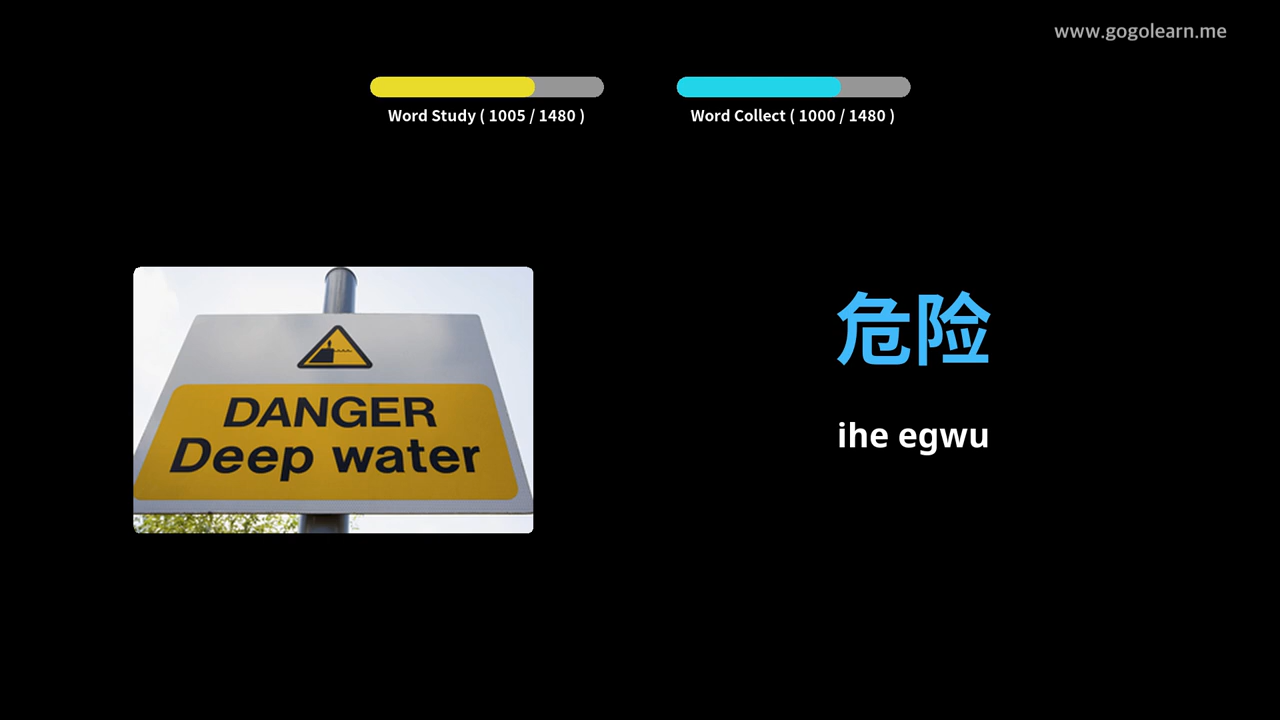 www.gogolearn.me
Word Study ( 1005 / 1480 )
Word Collect ( 1000 / 1480 )
DANGER
Deep water
危险
ihe egwu